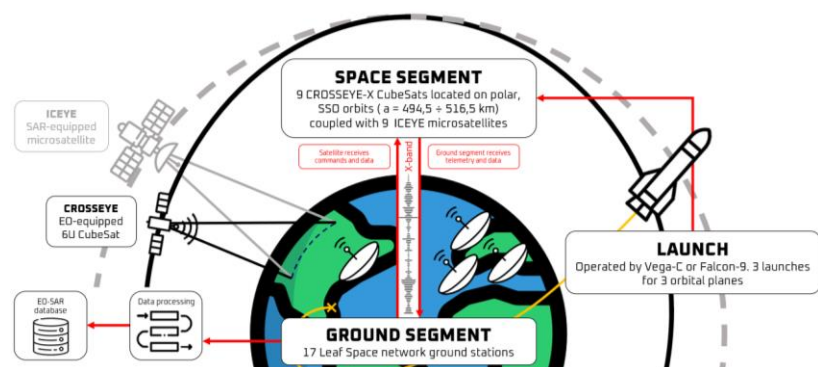 SPACE SEGMENT
9 CROSSEYE-X CubeSats located on polar,
SSO orbits ( a = 494,5 ÷ 516,5 km)
coupled with 9 ICEYE microsatellites
ICEYE
SAR-equipped
microsatellite
Satellite receives
commands and data
X-band
Ground segment receives
telemetry and data
CROSSEYE
EO-equipped
6U CubeSat
LAUNCH
Operated by Vega-C or Falcon-9. 3 launches
for 3 orbital planes
EO-SAR
database
Data processing
GROUND SEGMENT
17 Leaf Space network ground stations